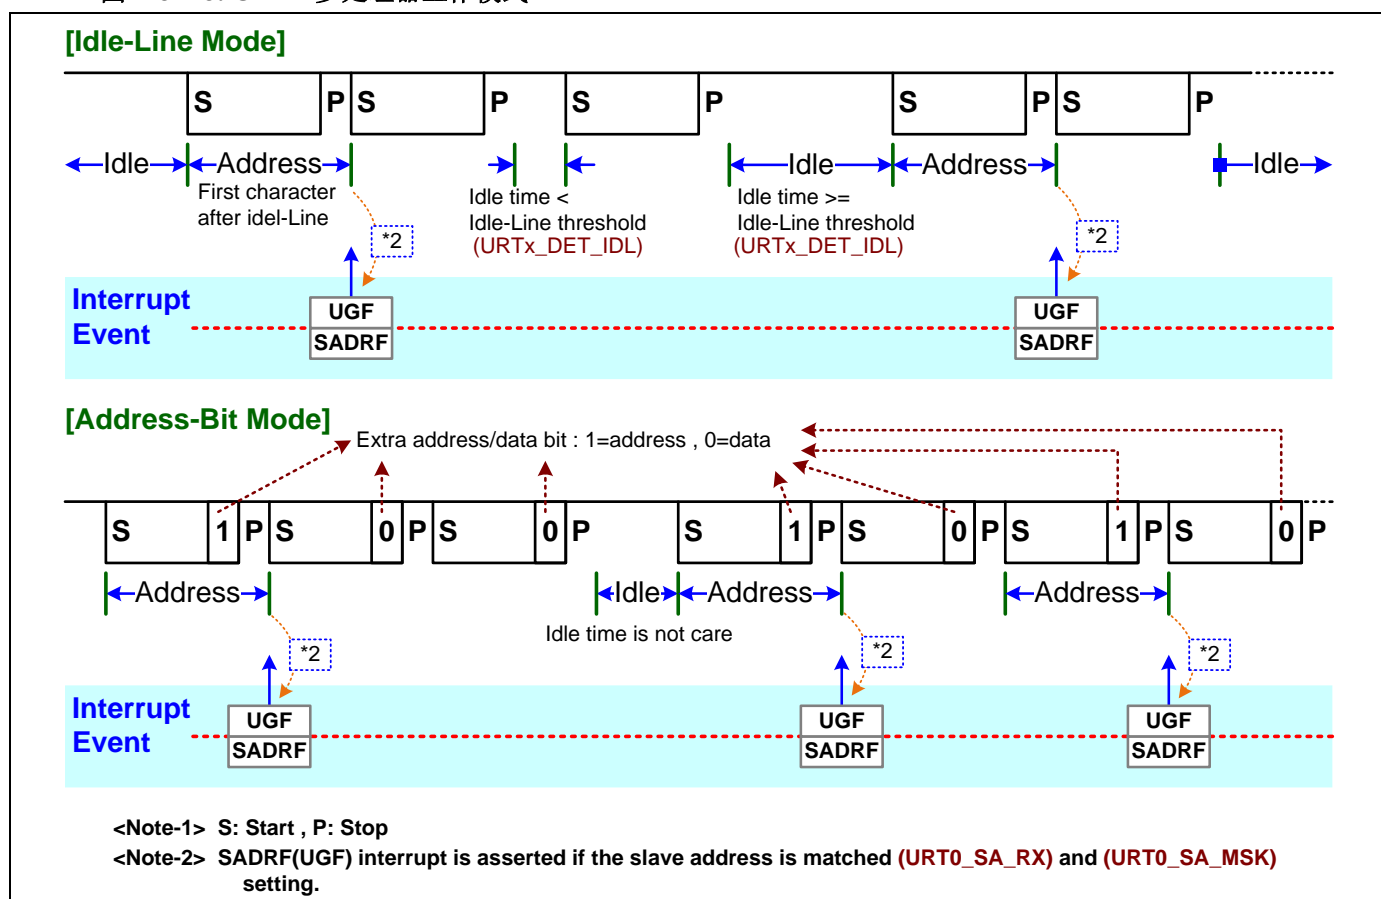 [Idle-Line Mode]
S P S P S P S P S P
Idle Address Idle Address Idle
First character
after idel-Line
Idle time <
Idle-Line threshold
(URTx_DET_IDL)
Idle time >=
Idle-Line threshold
(URTx_DET_IDL)
*2 *2
Interrupt
Event
UGF
SADRF
UGF
SADRF
[Address-Bit Mode]
Extra address/data bit : 1=address , 0=data
S 1 P S 0 P S 0 P S 1 P S 0 P S 1 P S 0 P
Address Idle Address Address
Idle time is not care
*2 *2 *2
Interrupt
Event
UGF
SADRF
UGF
SADRF
UGF
SADRF
<Note-1> S: Start , P: Stop
<Note-2> SADRF(UGF) interrupt is asserted if the slave address is matched (URT0_SA_RX) and (URT0_SA_MSK)
setting.